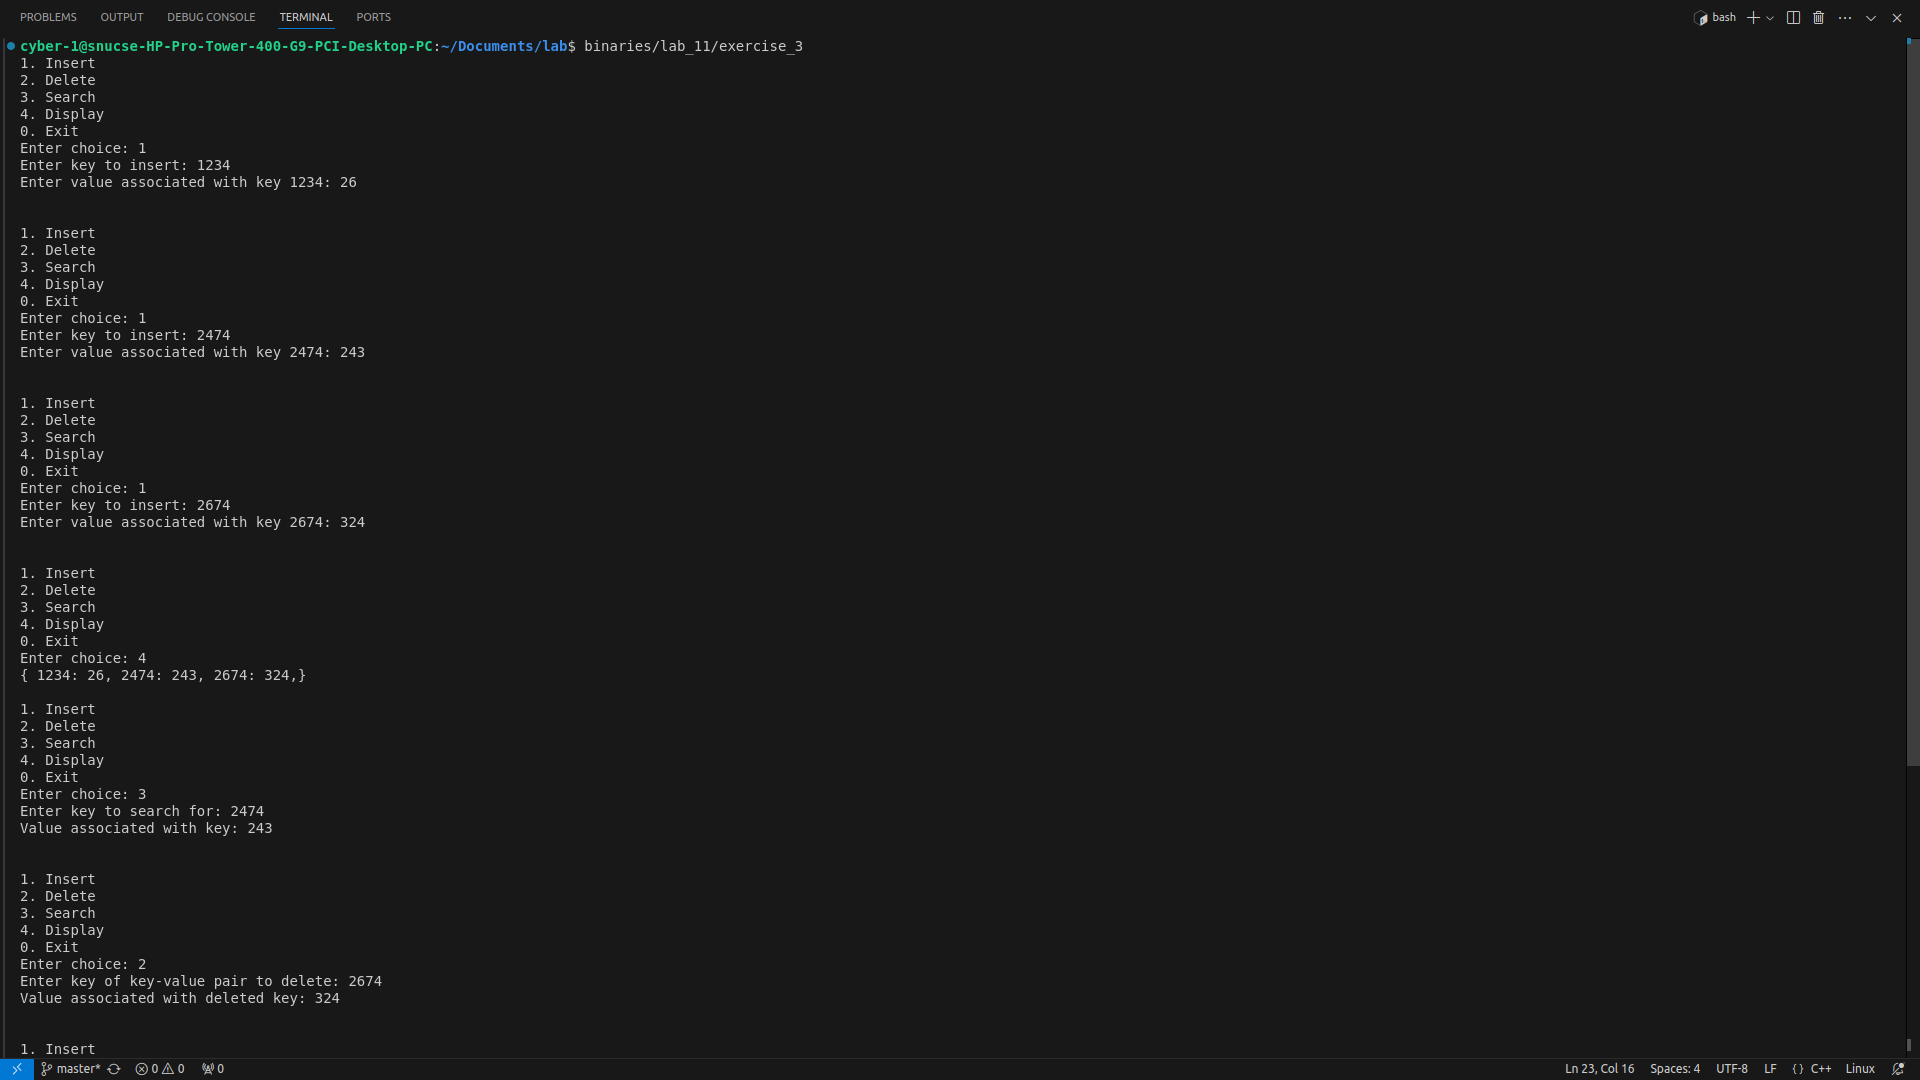 PROBLEMS OUTPUT DEBUG CONSOLE TERMINAL PORTS bash
cyber-1@snucse-HP-Pro-Tower-400-G9-PCI-Desktop-PC:~/Documents/lab$ binaries/lab_11/exercise_3
1. Insert
2. Delete
3. Search
4. Display
0. Exit
Enter choice: 1
Enter key to insert: 1234
Enter value associated with key 1234: 26
1. Insert
2. Delete
3. Search
4. Display
0. Exit
Enter choice: 1
Enter key to insert: 2474
Enter value associated with key 2474: 243
1. Insert
2. Delete
3. Search
4. Display
0. Exit
Enter choice: 1
Enter key to insert: 2674
Enter value associated with key 2674: 324
1. Insert
2. Delete
3. Search
4. Display
0. Exit
Enter choice: 4
{ 1234: 26, 2474: 243, 2674: 324,}
1. Insert
2. Delete
3. Search
4. Display
0. Exit
Enter choice: 3
Enter key to search for: 2474
Value associated with key: 243
1. Insert
2. Delete
3. Search
4. Display
0. Exit
Enter choice: 2
Enter key of key-value pair to delete: 2674
Value associated with deleted key: 324
1. Insert
master* 0 0 0 Ln 23, Col 16 Spaces: 4 UTF-8 LF {} C++ Linux